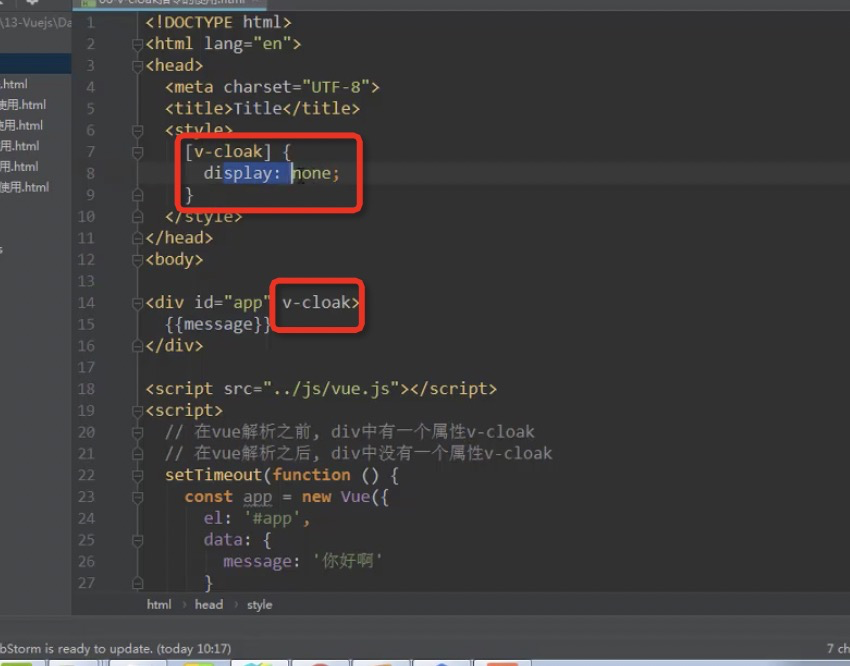 \13-Vuejs\Da
.html
使用.html
使用.html
用.html
用.html
使用.html
s
1 <!DOCTYPE html>
2 <html lang="en">
3 <head>
4 <meta charset="UTF-8">
5 <title>Title</title>
6 <style>
7 [v-cloak] {
8 display: none;
9 }
10 </style>
11 </head>
12 <body>
13
14 <div id="app" v-cloak>
15 {{message}}
16 </div>
17
18 <script src="../js/vue.js"></script>
19 <script>
20 // 在vue解析之前, div中有一个属性v-cloak
21 // 在vue解析之后, div中没有一个属性v-cloak
22 setTimeout(function () {
23 const app = new Vue({
24 el: '#app',
25 data: {
26 message: '你好啊'
27 }
html › head › style
bStorm is ready to update. (today 10:17)
7 ch